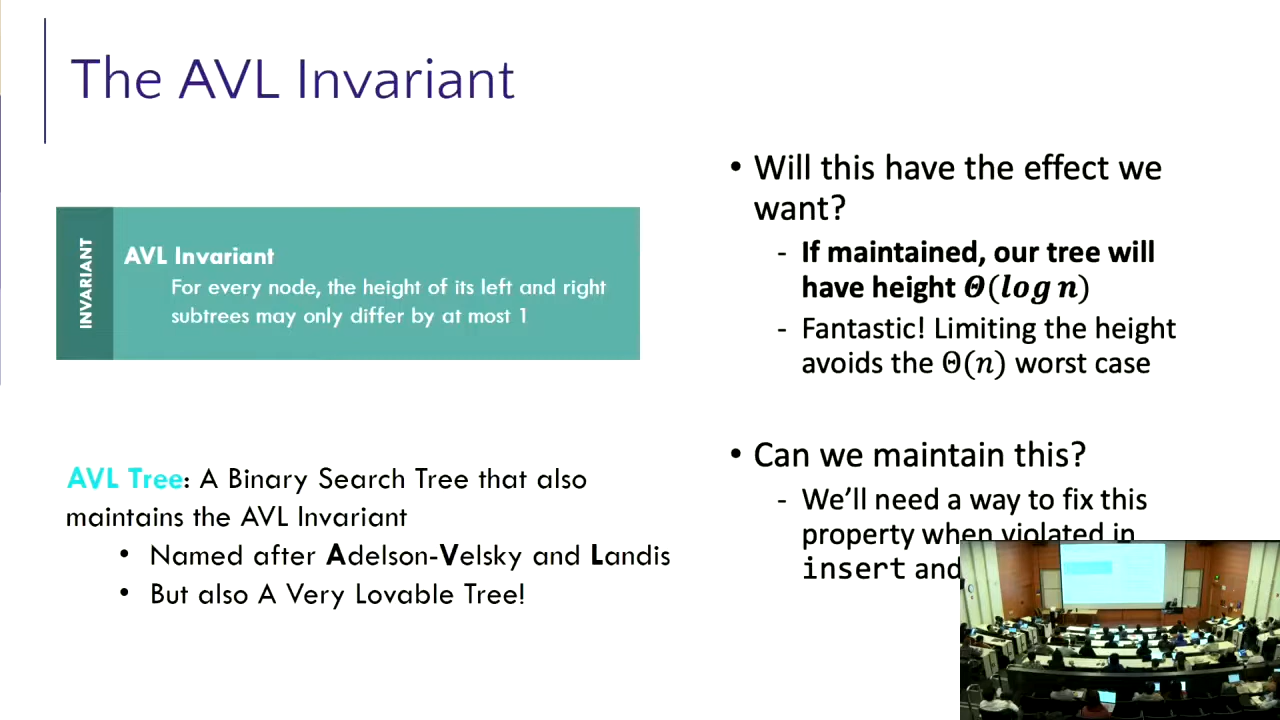 The AVL Invariant
INVARIANT
AVL Invariant
For every node, the height of its left and right
subtrees may only differ by at most 1
AVL Tree: A Binary Search Tree that also
maintains the AVL Invariant
• Named after Adelson-Velsky and Landis
• But also A Very Lovable Tree!
• Will this have the effect we
want?
- If maintained, our tree will
have height Θ(log n)
- Fantastic! Limiting the height
avoids the Θ(n) worst case
• Can we maintain this?
- We’ll need a way to fix this
property when violated in
insert and